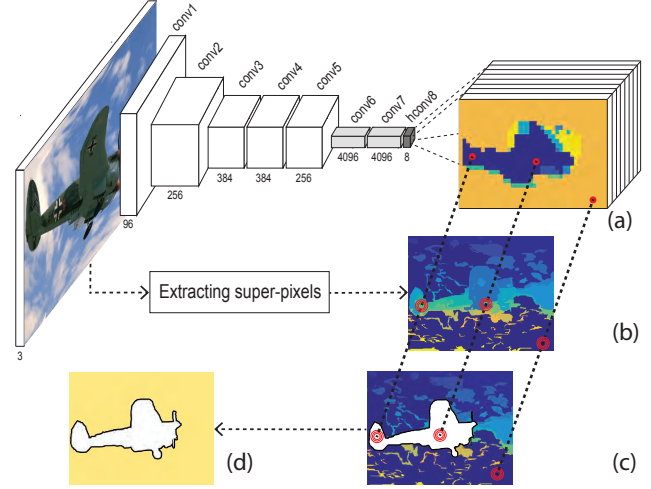 conv1
conv2
conv3
conv4
conv5
conv6
conv7
hconv8
3
96
256
384
384
256
4096
4096
8
(a)
Extracting super-pixels
(b)
(c)
(d)